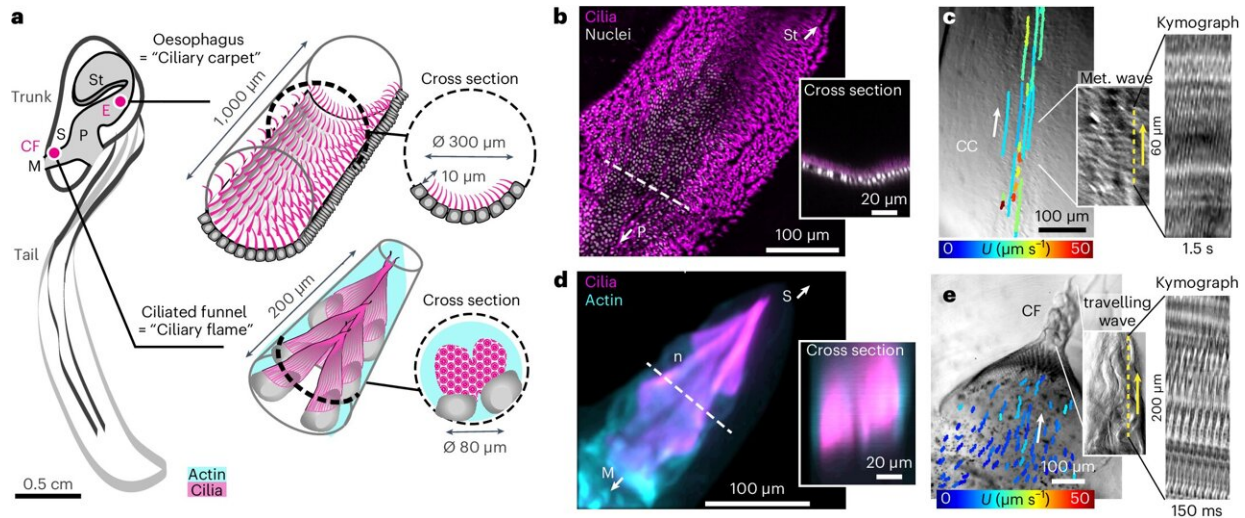 a
Oesophagus
= "Ciliary carpet"
Trunk
St
E
S
P
CF
M
Tail
1,000 µm
Cross section
Ø 300 µm
10 µm
Ciliated funnel
= "Ciliary flame"
200 µm
Cross section
Ø 80 µm
0.5 cm
Actin
Cilia
b
Cilia
Nuclei
St
P
Cross section
20 µm
100 µm
c
CC
Met. wave
Kymograph
60 µm
100 µm
0 U (µm s⁻¹) 50
1.5 s
d
Cilia
Actin
S
n
M
Cross section
20 µm
100 µm
e
CF
travelling
wave
Kymograph
200 µm
100 µm
0 U (µm s⁻¹) 50
150 ms